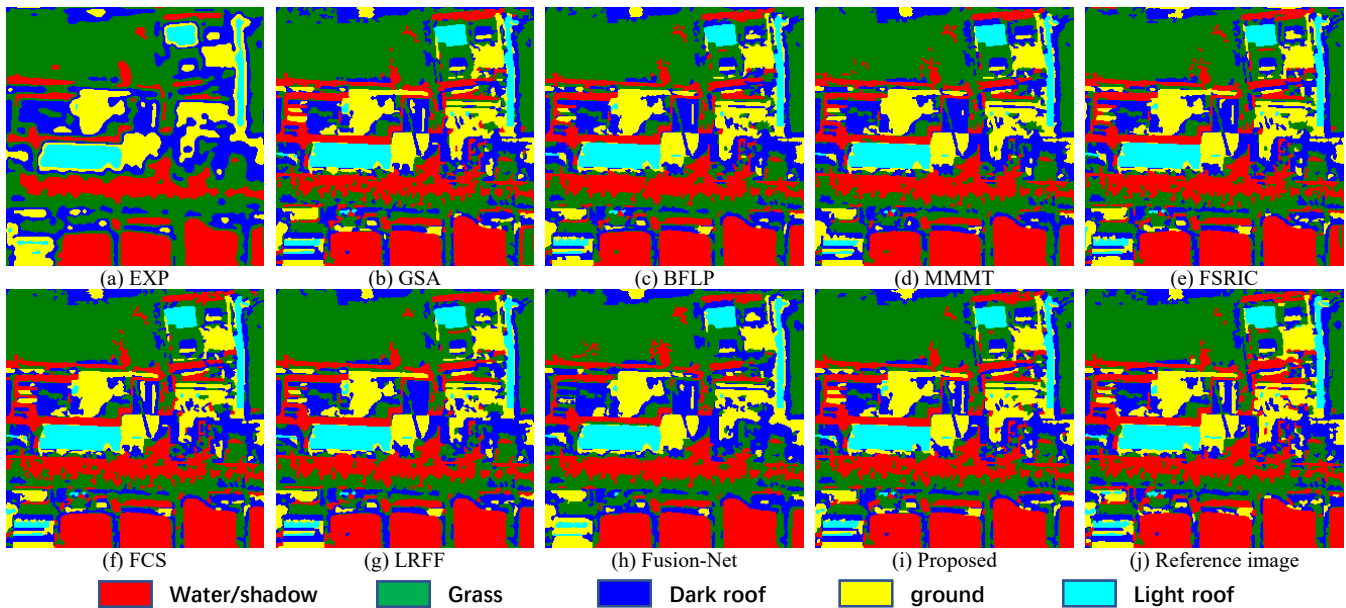 (a) EXP
(b) GSA
(c) BFLP
(d) MMMT
(e) FSRIC
(f) FCS
(g) LRFF
(h) Fusion-Net
(i) Proposed
(j) Reference image
Water/shadow
Grass
Dark roof
ground
Light roof